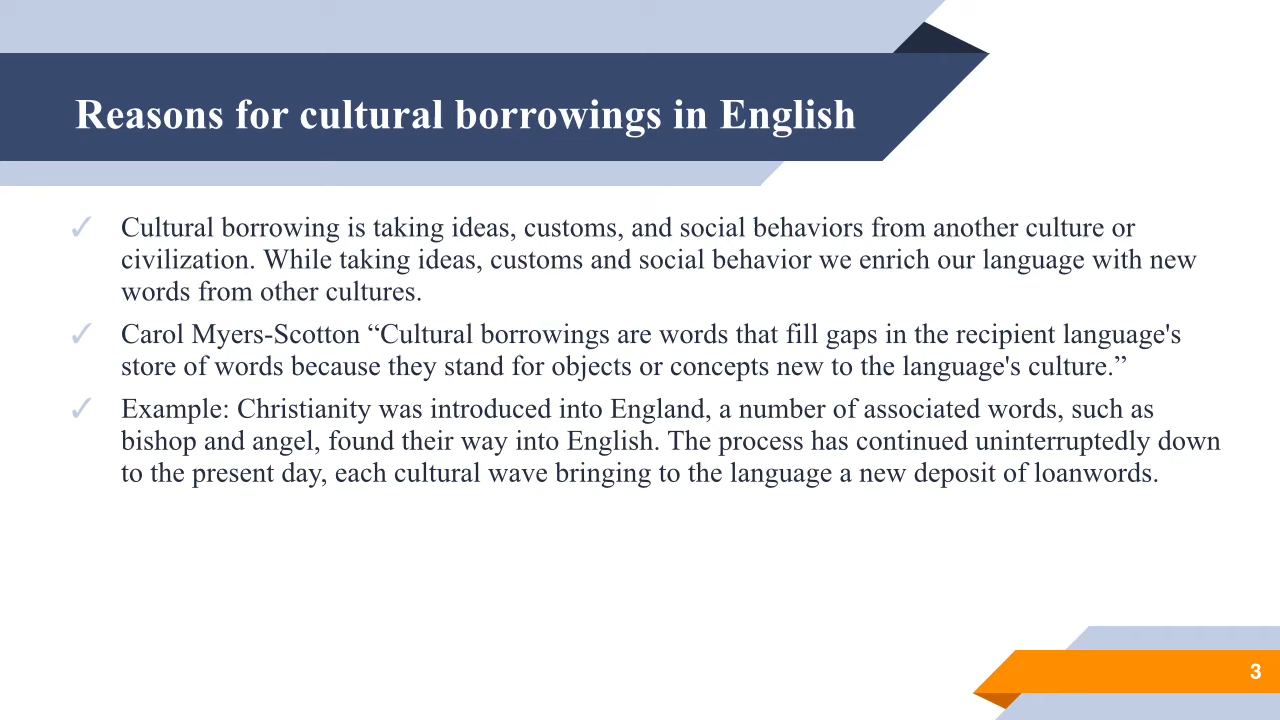 Reasons for cultural borrowings in English
✓ Cultural borrowing is taking ideas, customs, and social behaviors from another culture or
civilization. While taking ideas, customs and social behavior we enrich our language with new
words from other cultures.
✓ Carol Myers-Scotton “Cultural borrowings are words that fill gaps in the recipient language's
store of words because they stand for objects or concepts new to the language's culture.”
✓ Example: Christianity was introduced into England, a number of associated words, such as
bishop and angel, found their way into English. The process has continued uninterruptedly down
to the present day, each cultural wave bringing to the language a new deposit of loanwords.
3